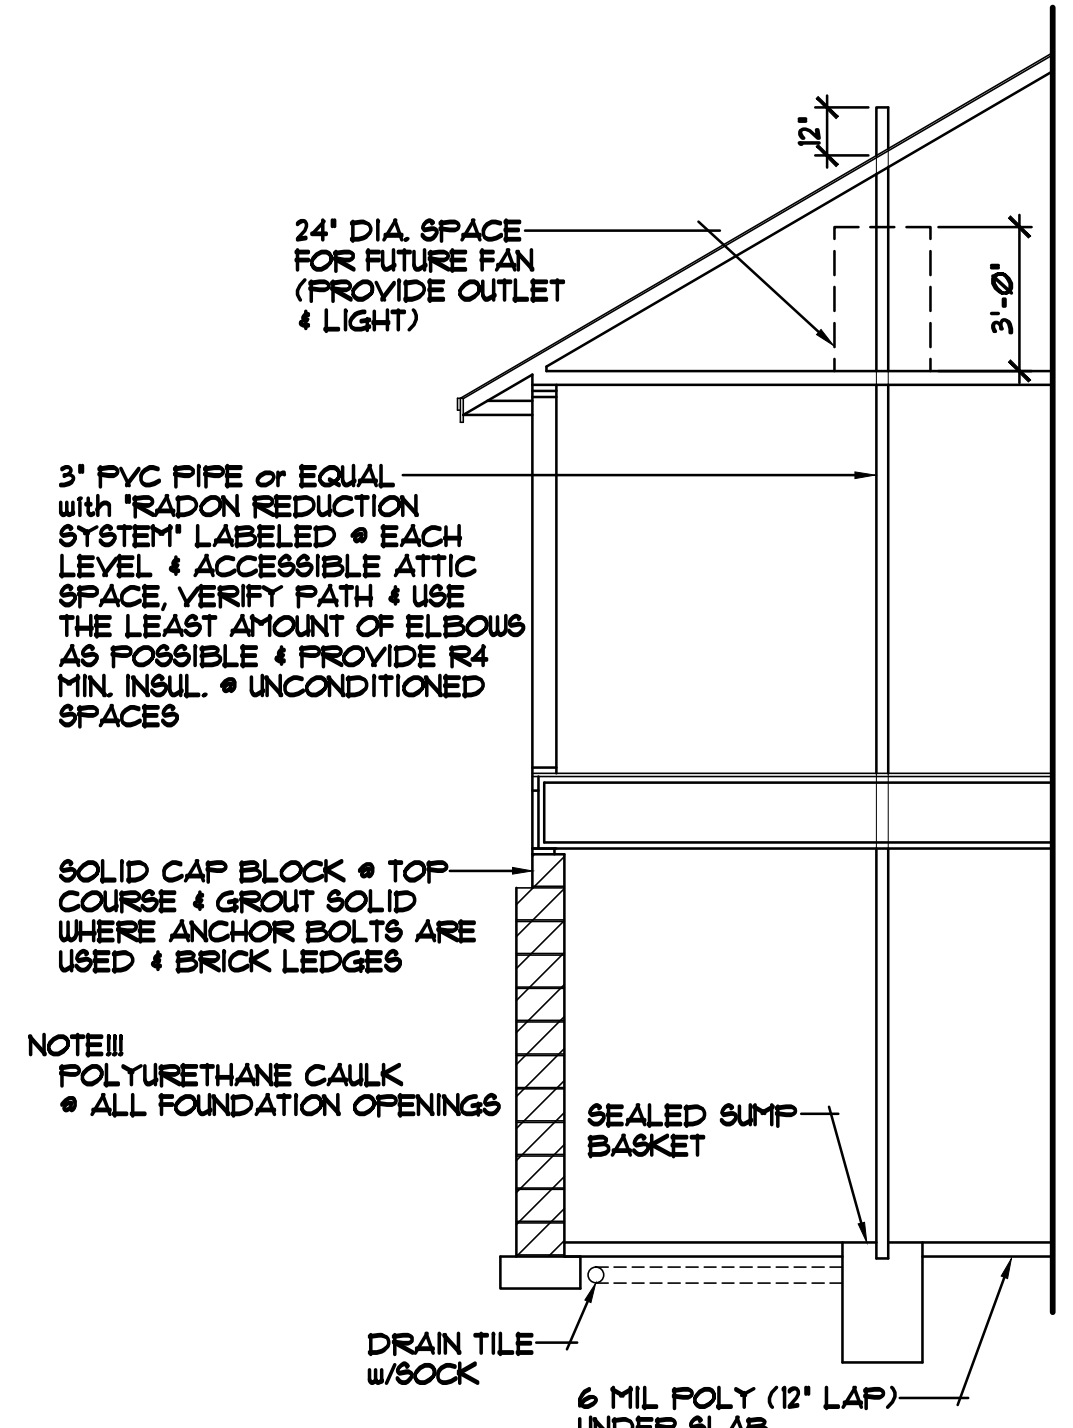 12"
24" DIA. SPACE
FOR FUTURE FAN
(PROVIDE OUTLET
& LIGHT)
3'-0"
3" PVC PIPE or EQUAL
with "RADON REDUCTION
SYSTEM" LABELED @ EACH
LEVEL & ACCESSIBLE ATTIC
SPACE, VERIFY PATH & USE
THE LEAST AMOUNT OF ELBOWS
AS POSSIBLE & PROVIDE R4
MIN. INSUL. @ UNCONDITIONED
SPACES
SOLID CAP BLOCK @ TOP
COURSE & GROUT SOLID
WHERE ANCHOR BOLTS ARE
USED & BRICK LEDGES
NOTE!!!
POLYURETHANE CAULK
@ ALL FOUNDATION OPENINGS
SEALED SUMP
BASKET
DRAIN TILE
w/SOCK
6 MIL POLY (12" LAP)
UNDER SLAB